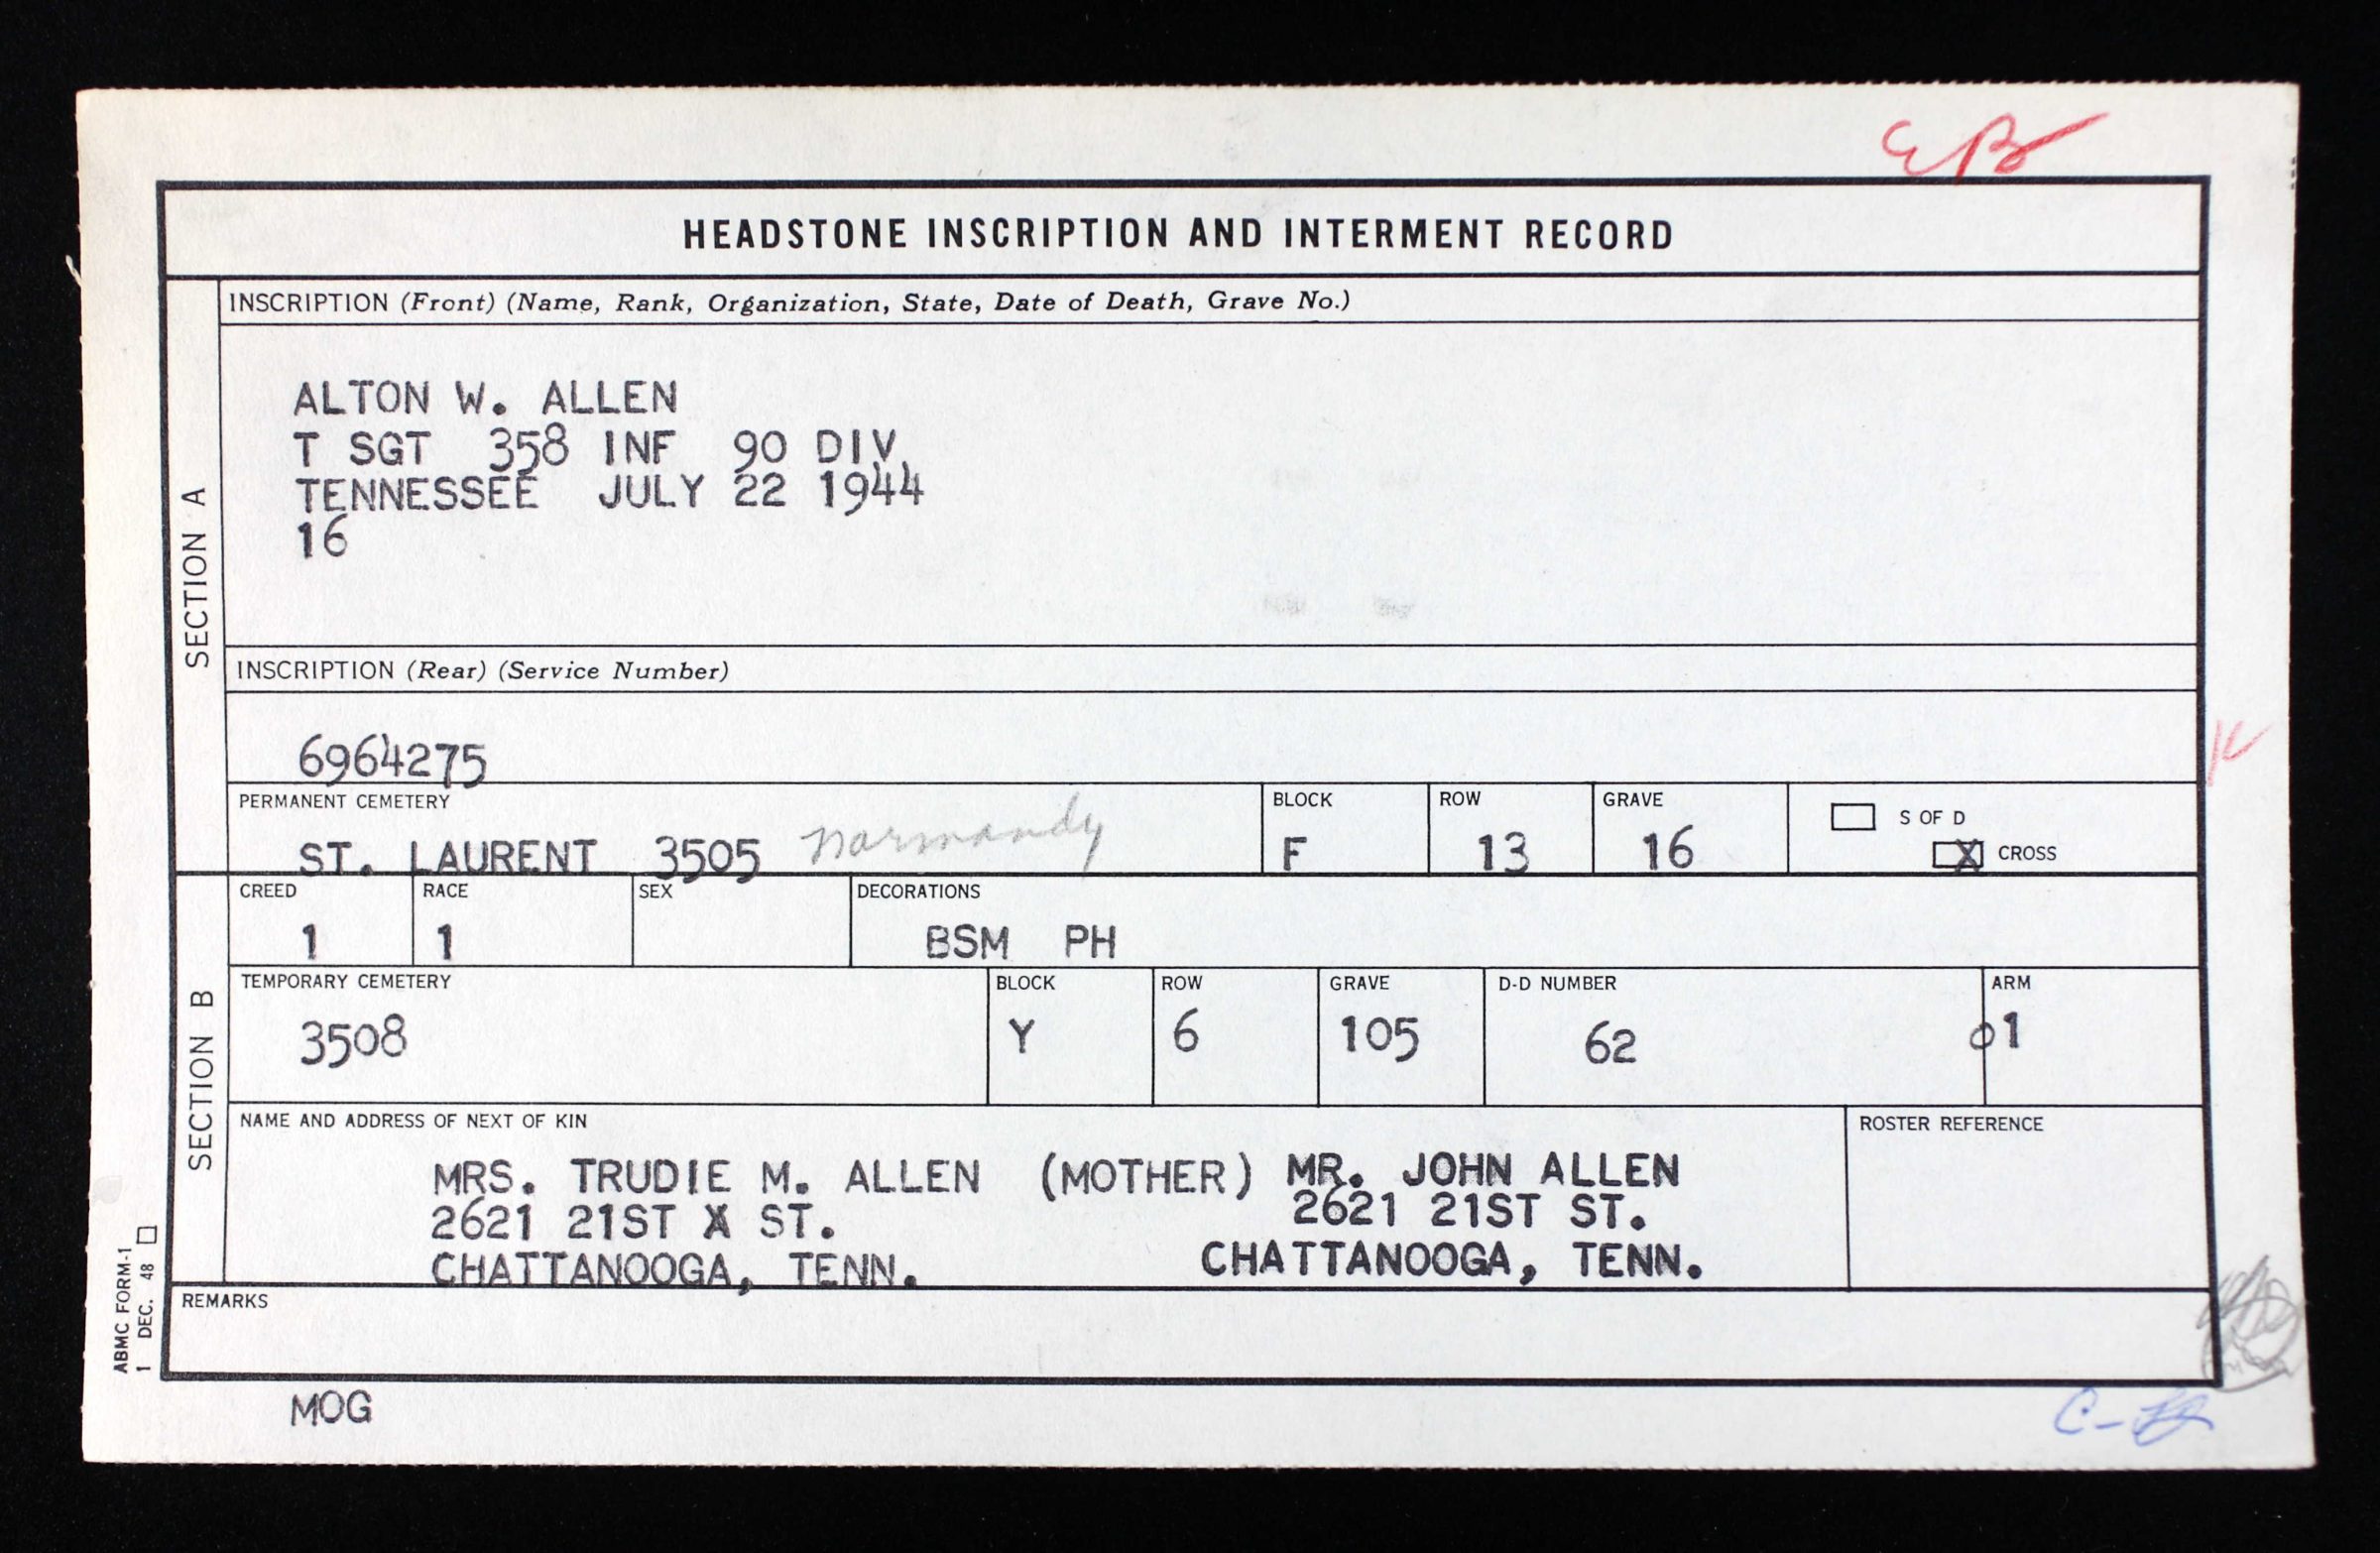 EB
HEADSTONE INSCRIPTION AND INTERMENT RECORD
SECTION A
INSCRIPTION (Front) (Name, Rank, Organization, State, Date of Death, Grave No.)
ALTON W. ALLEN
T SGT 358 INF 90 DIV
TENNESSEE JULY 22 1944
16
INSCRIPTION (Rear) (Service Number)
6964275
PERMANENT CEMETERY BLOCK ROW GRAVE S OF D
ST. LAURENT 3505 Normandy F 13 16 X CROSS
SECTION B
CREED RACE SEX DECORATIONS
1 1 BSM PH
TEMPORARY CEMETERY BLOCK ROW GRAVE D-D NUMBER ARM
3508 Y 6 105 62 01
NAME AND ADDRESS OF NEXT OF KIN ROSTER REFERENCE
MRS. TRUDIE M. ALLEN (MOTHER) MR. JOHN ALLEN
2621 21ST X ST. 2621 21ST ST.
CHATTANOOGA, TENN. CHATTANOOGA, TENN.
REMARKS
ABMC FORM-1
1 DEC. 48
MOG